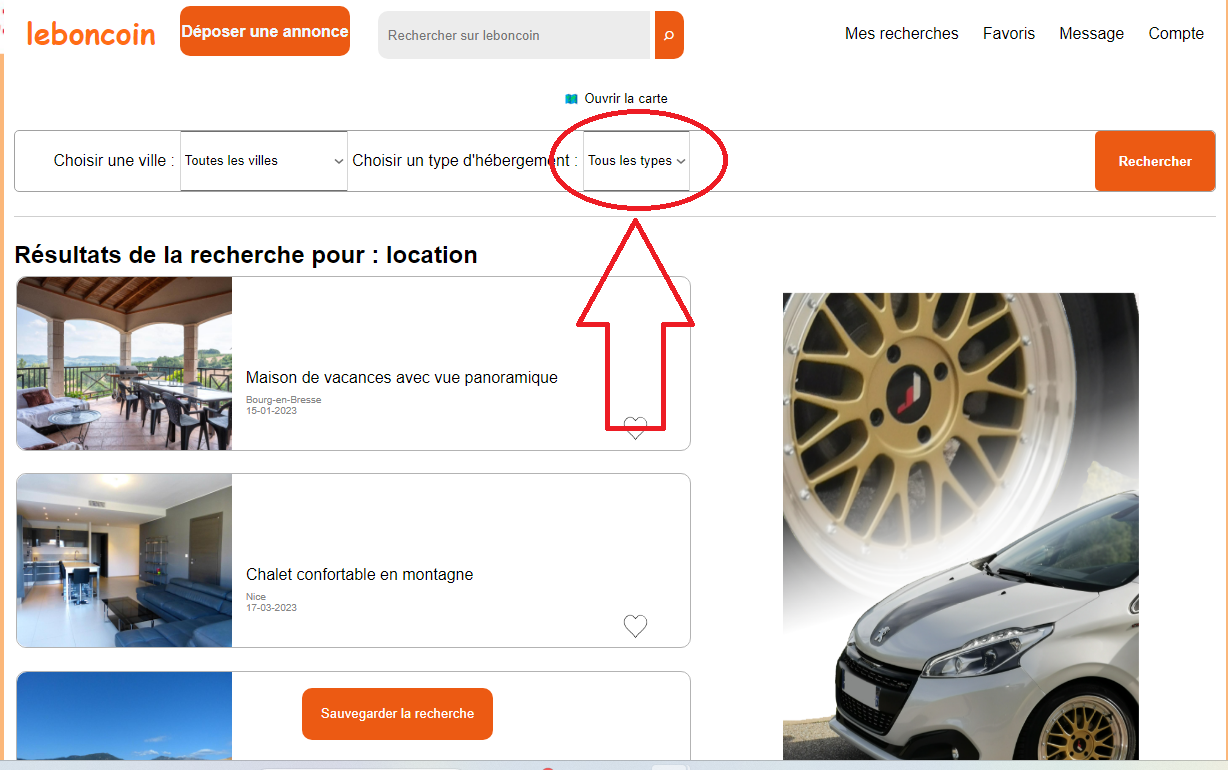 leboncoin
Déposer une annonce
Rechercher sur leboncoin
Mes recherches
Favoris
Message
Compte
Ouvrir la carte
Choisir une ville :
Toutes les villes
Choisir un type d'hébergement :
Tous les types
Rechercher
Résultats de la recherche pour : location
Maison de vacances avec vue panoramique
Bourg-en-Bresse
15-01-2023
Chalet confortable en montagne
Nice
17-03-2023
Sauvegarder la recherche